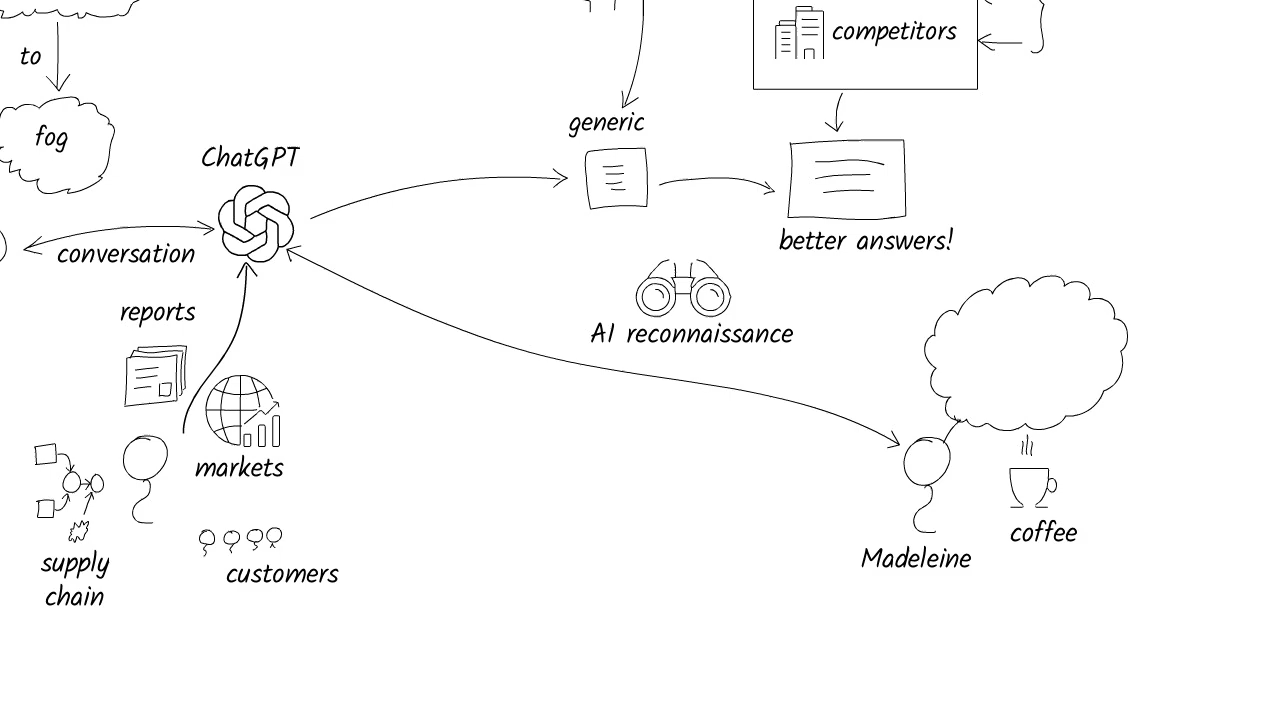 competitors
to
generic
fog
ChatGPT
better answers!
conversation
reports
AI reconnaissance
markets
coffee
Madeleine
supply
chain
customers